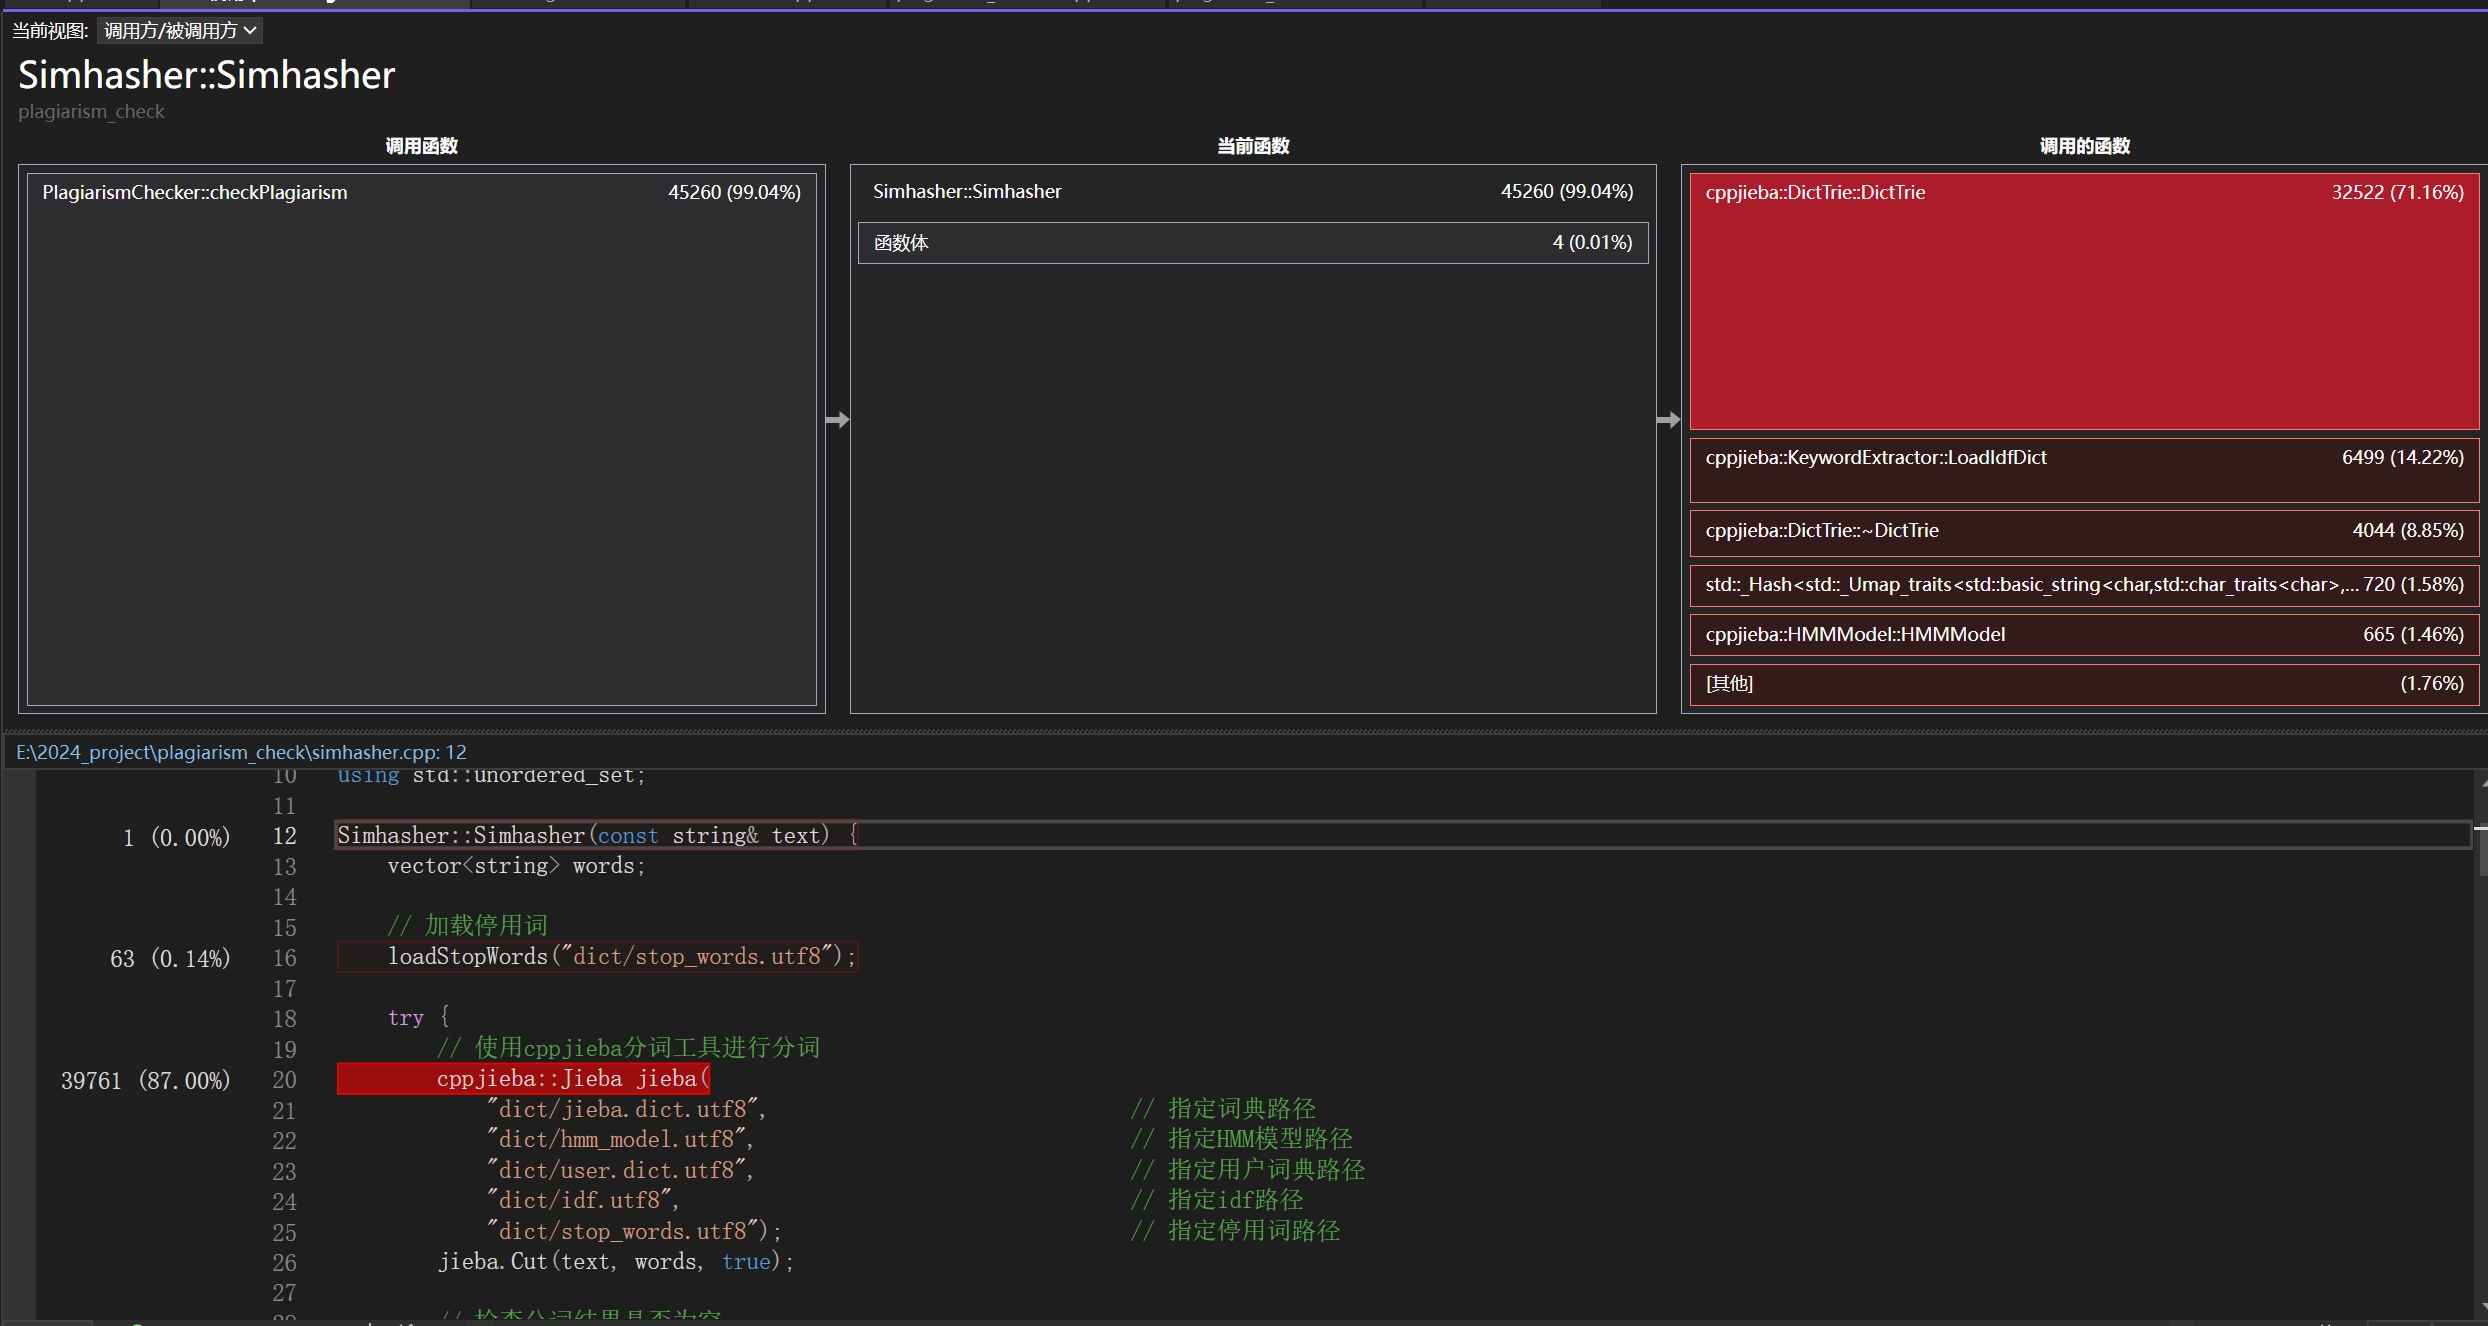 当前视图: 调用方/被调用方
Simhasher::Simhasher
plagiarism_check
调用函数
当前函数
调用的函数
PlagiarismChecker::checkPlagiarism 45260 (99.04%)
Simhasher::Simhasher 45260 (99.04%)
函数体 4 (0.01%)
cppjieba::DictTrie::DictTrie 32522 (71.16%)
cppjieba::KeywordExtractor::LoadIdfDict 6499 (14.22%)
cppjieba::DictTrie::~DictTrie 4044 (8.85%)
std::_Hash<std::_Umap_traits<std::basic_string<char,std::char_traits<char>,... 720 (1.58%)
cppjieba::HMMModel::HMMModel 665 (1.46%)
[其他] (1.76%)
E:\2024_project\plagiarism_check\simhasher.cpp: 12
10 using std::unordered_set;
11
1 (0.00%) 12 Simhasher::Simhasher(const string& text) {
13 vector<string> words;
14
15 // 加载停用词
63 (0.14%) 16 loadStopWords("dict/stop_words.utf8");
17
18 try {
19 // 使用cppjieba分词工具进行分词
39761 (87.00%) 20 cppjieba::Jieba jieba(
21 "dict/jieba.dict.utf8", // 指定词典路径
22 "dict/hmm_model.utf8", // 指定HMM模型路径
23 "dict/user.dict.utf8", // 指定用户词典路径
24 "dict/idf.utf8", // 指定idf路径
25 "dict/stop_words.utf8"); // 指定停用词路径
26 jieba.Cut(text, words, true);
27